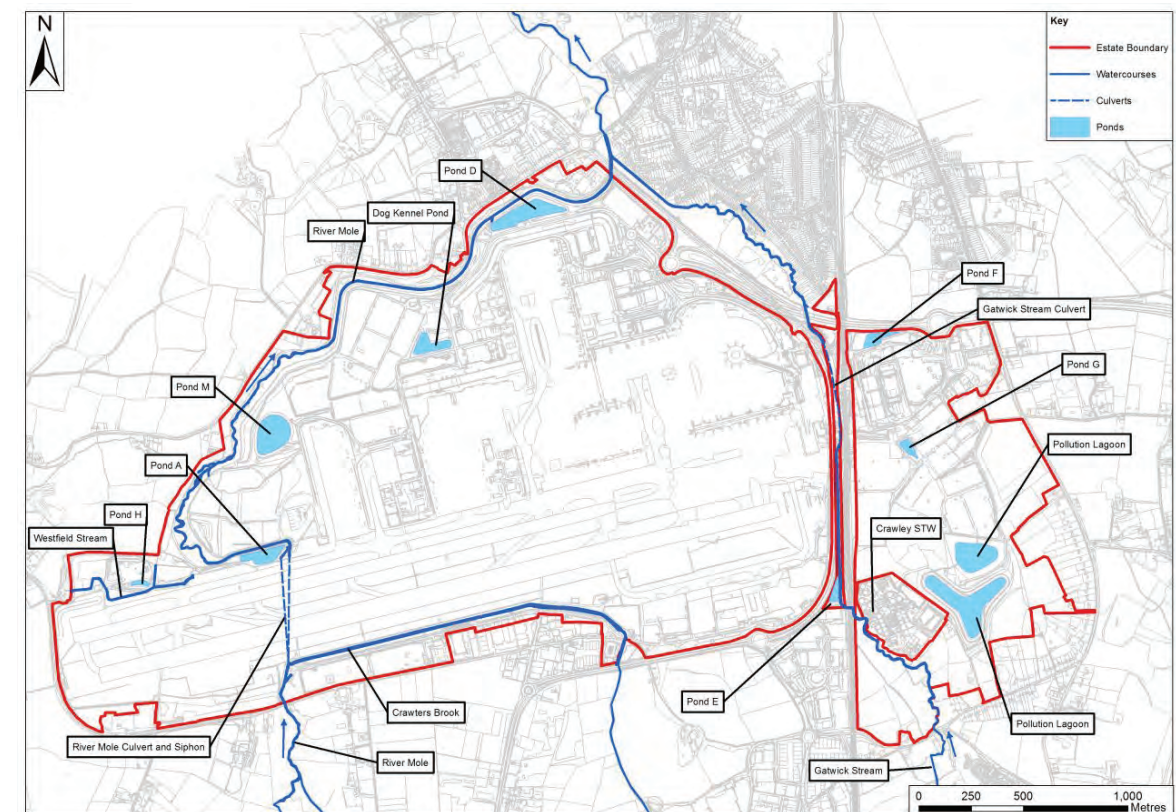 N
Key
Estate Boundary
Watercourses
Culverts
Ponds
Pond D
Dog Kennel Pond
River Mole
Pond F
Gatwick Stream Culvert
Pond G
Pond M
Pollution Lagoon
Pond A
Pond H
Crawley STW
Westfield Stream
Pond E
Crawters Brook
Pollution Lagoon
River Mole Culvert and Siphon
River Mole
Gatwick Stream
0 250 500 1,000
Metres